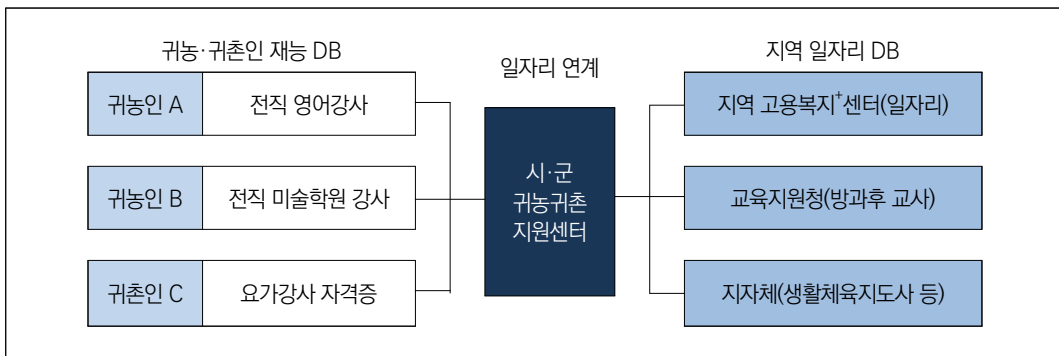 귀농·귀촌인 재능 DB
일자리 연계
지역 일자리 DB
귀농인 A
전직 영어강사
귀농인 B
전직 미술학원 강사
귀촌인 C
요가강사 자격증
시·군
귀농귀촌
지원센터
지역 고용복지⁺센터(일자리)
교육지원청(방과후 교사)
지자체(생활체육지도사 등)